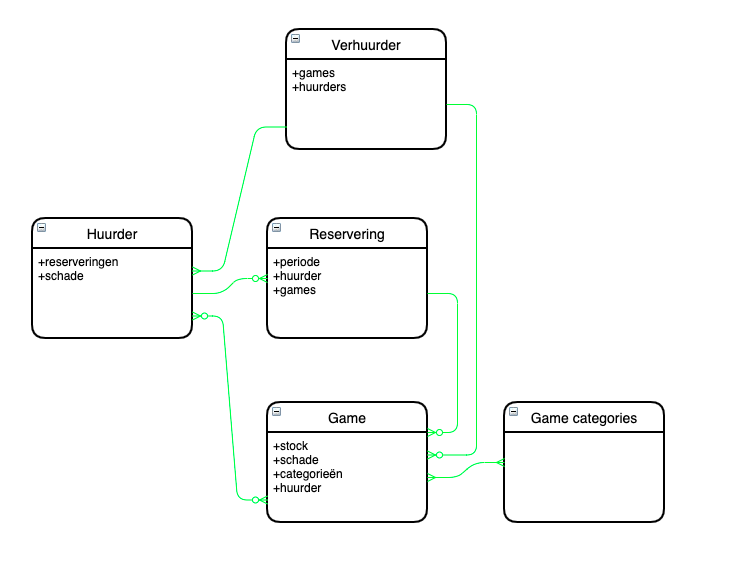 Verhuurder
+games
+huurders
Huurder
+reserveringen
+schade
Reservering
+periode
+huurder
+games
Game
+stock
+schade
+categorieën
+huurder
Game categories